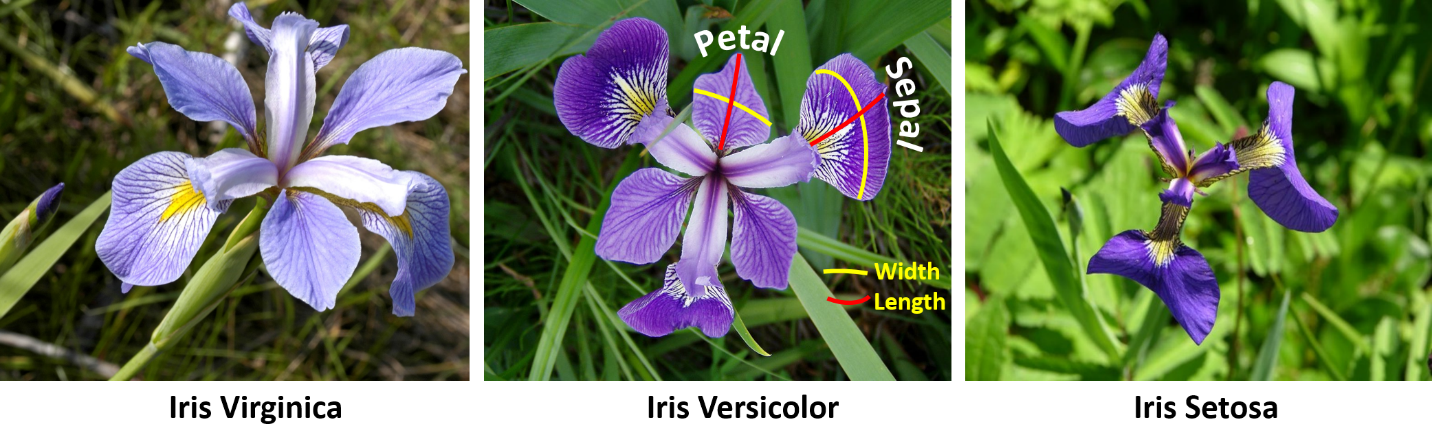 Petal
Sepal
Width
Length
Iris Virginica
Iris Versicolor
Iris Setosa